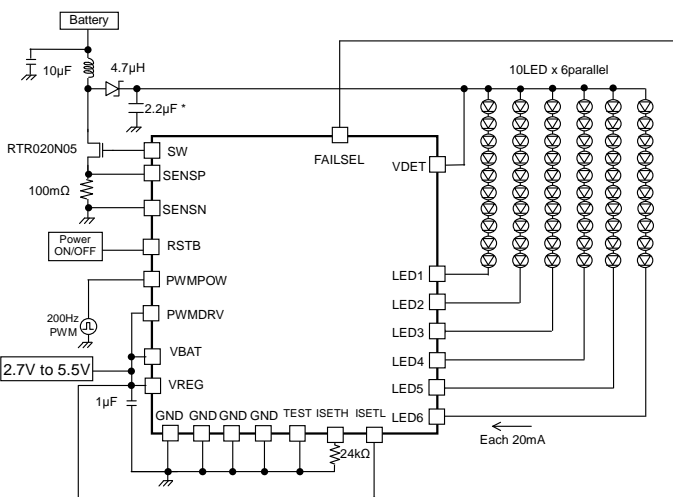 Battery
10µF
4.7µH
2.2µF *
10LED x 6parallel
RTR020N05
SW
FAILSEL
VDET
SENSP
100mΩ
SENSN
Power
ON/OFF
RSTB
PWMPOW
LED1
LED2
200Hz
PWM
PWMDRV
LED3
VBAT
LED4
2.7V to 5.5V
VREG
LED5
1µF
GND GND GND GND TEST ISETH ISETL
LED6
24kΩ
Each 20mA